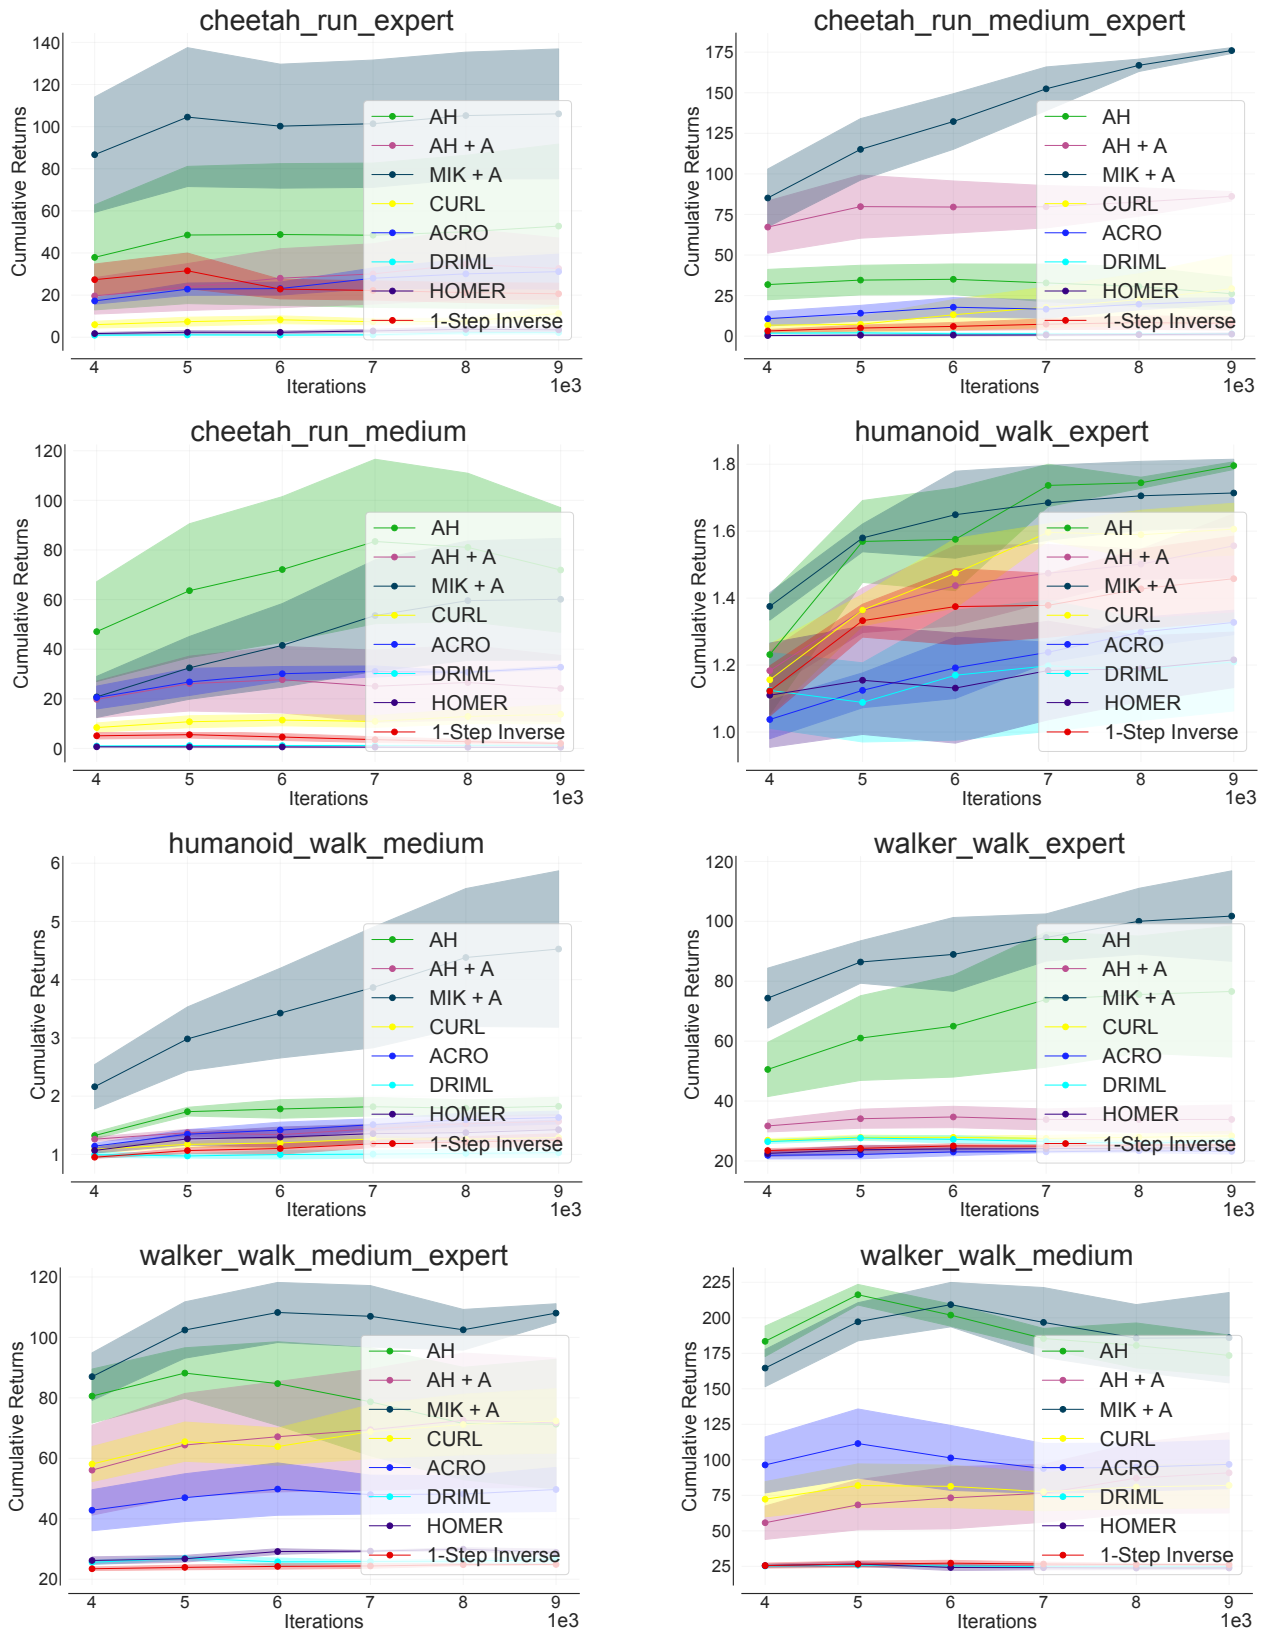 cheetah_run_expert
Cumulative Returns
140
120
100
80
60
40
20
0
AH
AH + A
MIK + A
CURL
ACRO
DRIML
HOMER
1-Step Inverse
4 5 6 7 8 9
Iterations
1e3
cheetah_run_medium_expert
Cumulative Returns
175
150
125
100
75
50
25
0
AH
AH + A
MIK + A
CURL
ACRO
DRIML
HOMER
1-Step Inverse
4 5 6 7 8 9
Iterations
1e3
cheetah_run_medium
Cumulative Returns
120
100
80
60
40
20
0
AH
AH + A
MIK + A
CURL
ACRO
DRIML
HOMER
1-Step Inverse
4 5 6 7 8 9
Iterations
1e3
humanoid_walk_expert
Cumulative Returns
1.8
1.6
1.4
1.2
1.0
AH
AH + A
MIK + A
CURL
ACRO
DRIML
HOMER
1-Step Inverse
4 5 6 7 8 9
Iterations
1e3
humanoid_walk_medium
Cumulative Returns
6
5
4
3
2
1
AH
AH + A
MIK + A
CURL
ACRO
DRIML
HOMER
1-Step Inverse
4 5 6 7 8 9
Iterations
1e3
walker_walk_expert
Cumulative Returns
120
100
80
60
40
20
AH
AH + A
MIK + A
CURL
ACRO
DRIML
HOMER
1-Step Inverse
4 5 6 7 8 9
Iterations
1e3
walker_walk_medium_expert
Cumulative Returns
120
100
80
60
40
20
AH
AH + A
MIK + A
CURL
ACRO
DRIML
HOMER
1-Step Inverse
4 5 6 7 8 9
Iterations
1e3
walker_walk_medium
Cumulative Returns
225
200
175
150
125
100
75
50
25
AH
AH + A
MIK + A
CURL
ACRO
DRIML
HOMER
1-Step Inverse
4 5 6 7 8 9
Iterations
1e3